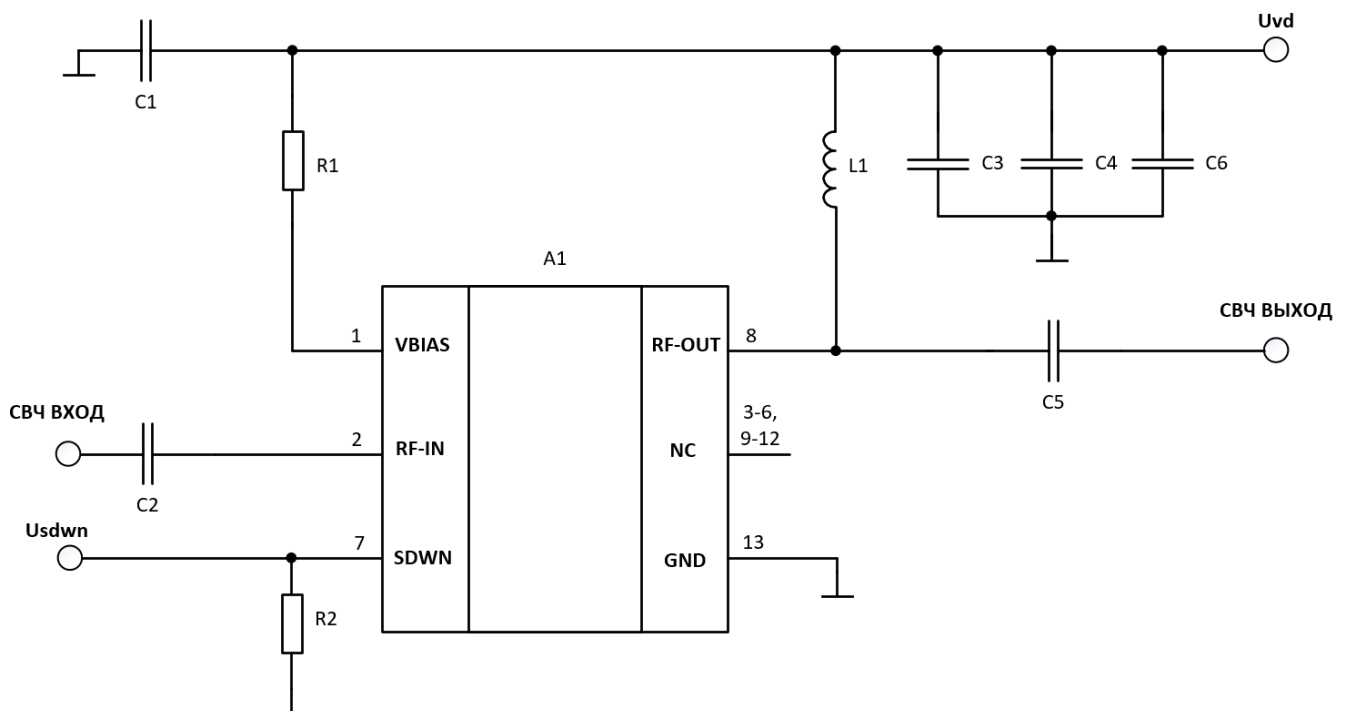 Uvd
C1
R1
L1
C3
C4
C6
A1
СВЧ ВЫХОД
1
VBIAS
RF-OUT
8
C5
СВЧ ВХОД
3-6,
9-12
2
RF-IN
NC
C2
Usdwn
7
SDWN
GND
13
R2